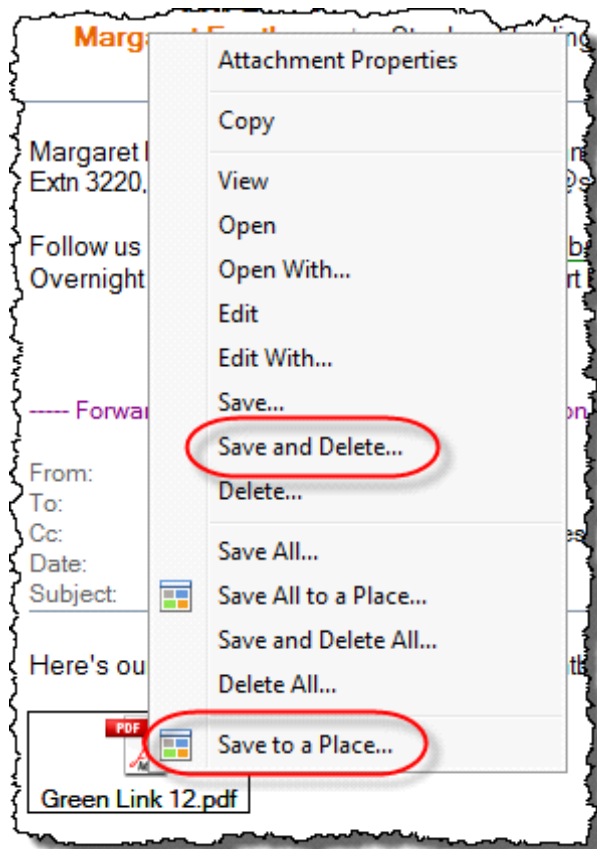 Attachment Properties
Copy
Margaret
View
Extn 3220,
Open
Follow us
Open With...
Overnight
Edit
Edit With...
Save...
-----
Save and Delete...
From:
Delete...
To:
Cc:
Save All...
Date:
Subject:
Save All to a Place...
Save and Delete All...
Here's
Delete All...
PDF
Save to a Place...
Green Link 12.pdf